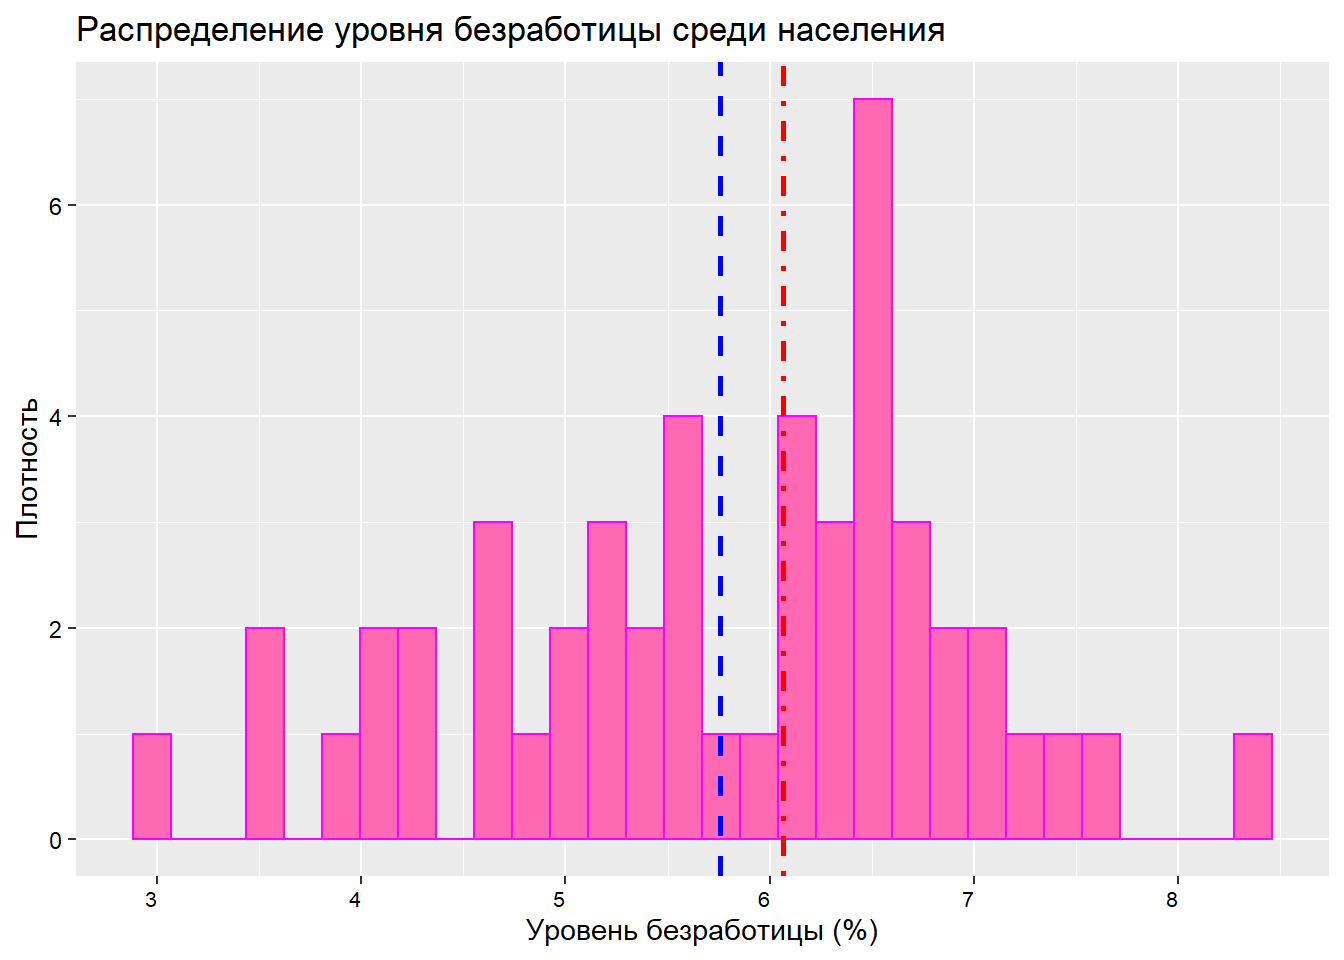 Распределение уровня безработицы среди населения
Плотность
6
4
2
0
3 4 5 6 7 8
Уровень безработицы (%)